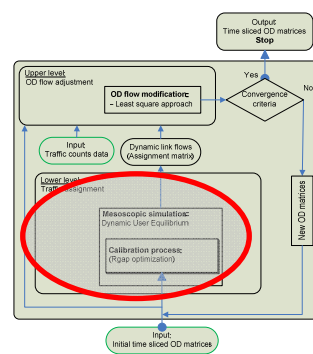 Output
Time sliced OD matrices
Stop
Upper level:
OD flow adjustment
OD flow modification:
- Least square approach
Yes
Convergence
criteria
No
Input
Traffic counts data
Dynamic link flows
(Assignment matrix)
Lower level
Traffic assignment
Mesoscopic simulation:
Dynamic User Equilibrium
Calibration process:
(Rgap optimization)
New OD matrices
Input:
Initial time sliced OD matrices